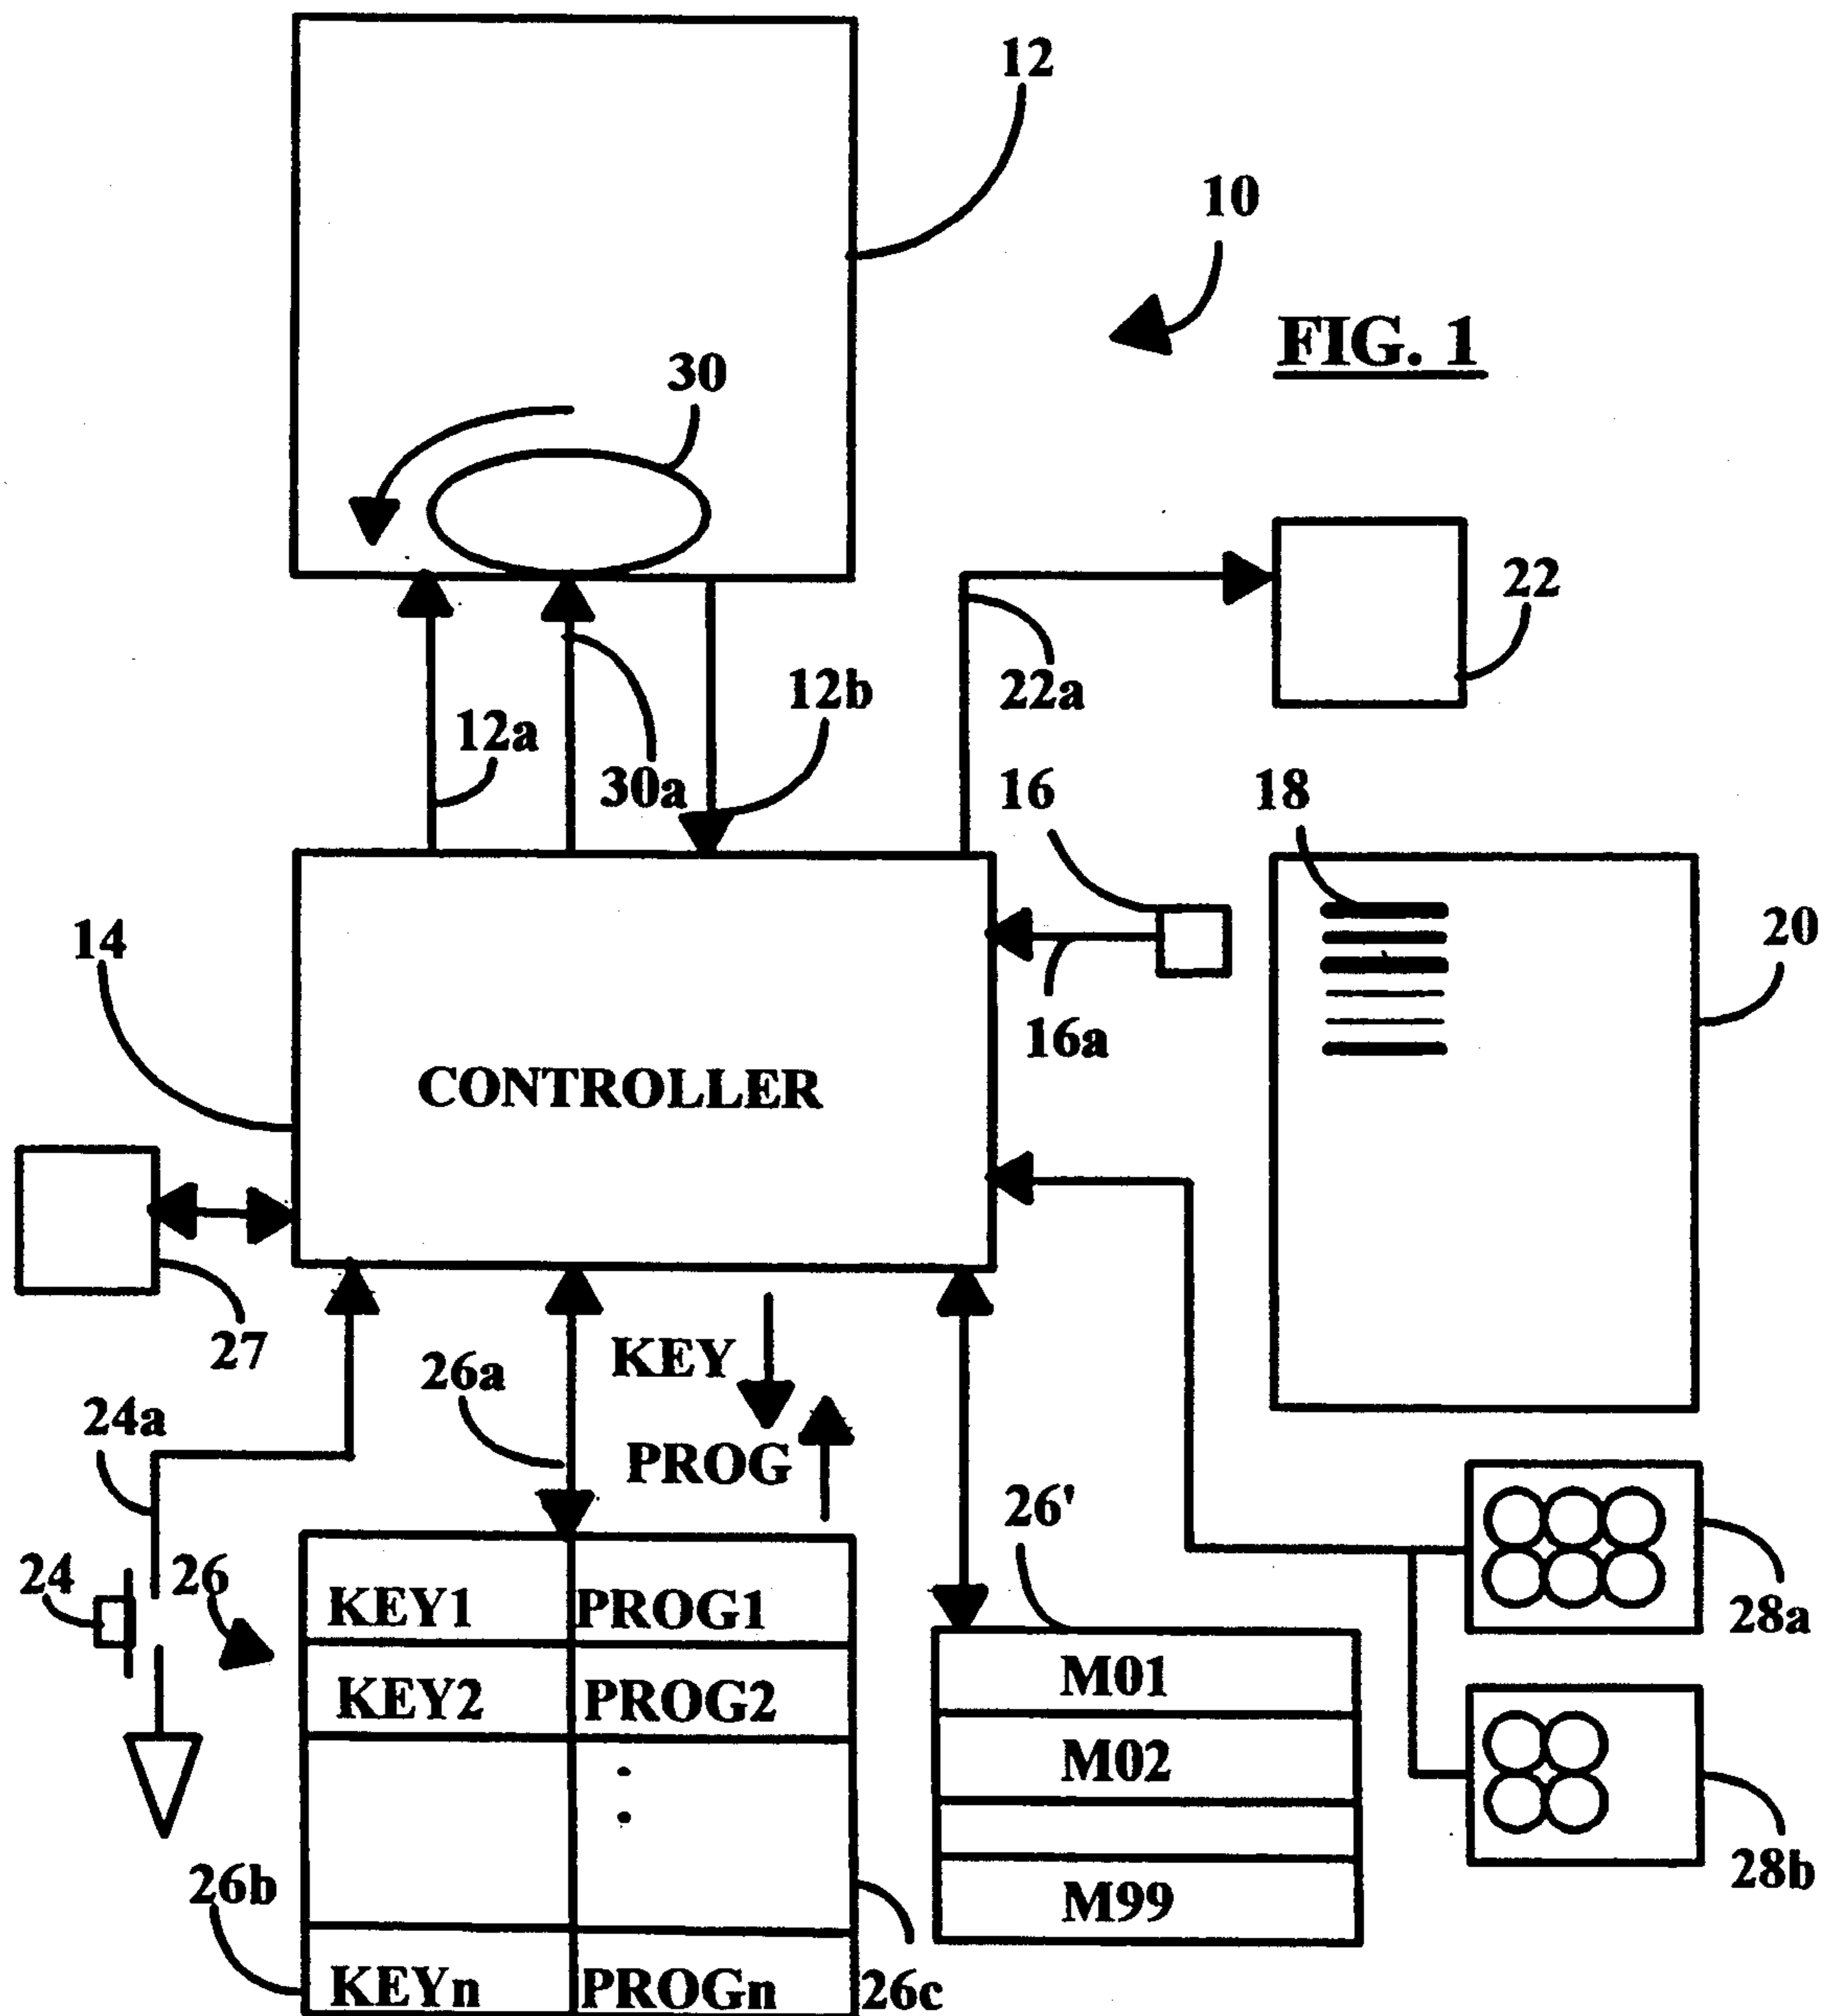 12
10
FIG. 1
30
22
12a
30a
12b
22a
16
18
14
20
16a
CONTROLLER
27
KEY
26a
24a
PROG
26'
24
26
28a
KEY1 PROG1
KEY2 PROG2
M01
M02
M99
28b
26b
KEYn PROGn
26c